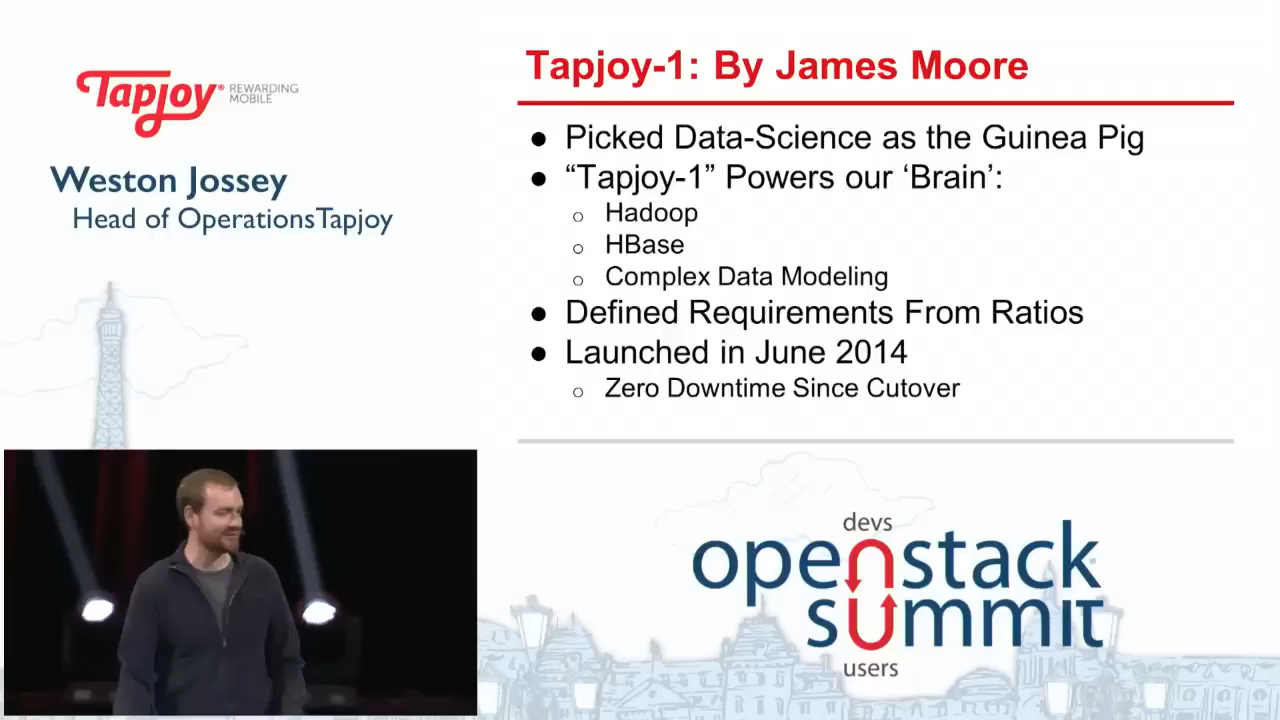 Tapjoy® REWARDING
MOBILE
Weston Jossey
Head of OperationsTapjoy
Tapjoy-1: By James Moore
● Picked Data-Science as the Guinea Pig
● “Tapjoy-1” Powers our ‘Brain’:
o Hadoop
o HBase
o Complex Data Modeling
● Defined Requirements From Ratios
● Launched in June 2014
o Zero Downtime Since Cutover
devs
openstack®
summit
users